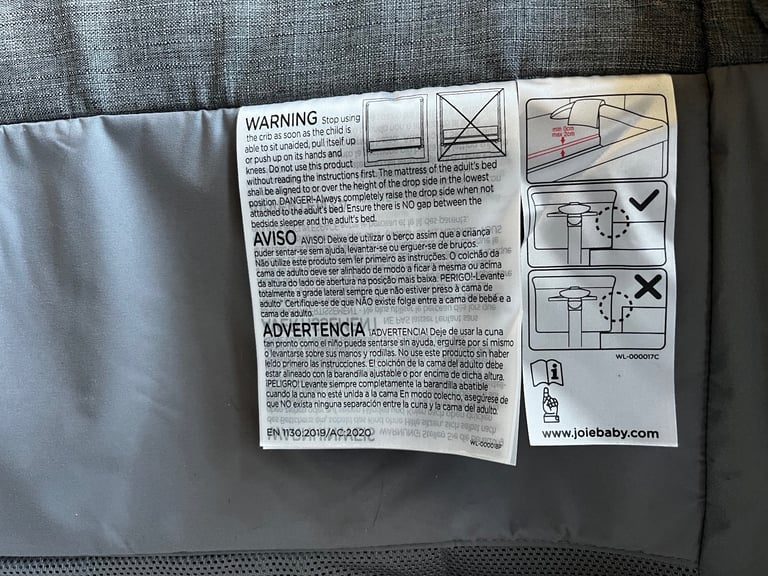 WARNING Stop using
the crib as soon as the child is
able to sit unaided, pull itself up
or push up on its hands and
knees. Do not use this product
without reading the instructions first. The mattress of the adult's bed
shall be aligned to or over the height of the drop side in the lowest
position. DANGER!-Always completely raise the drop side when not
attached to the adult's bed. Ensure there is NO gap between the
bedside sleeper and the adult's bed.
AVISO AVISO! Deixe de utilizar o berço assim que a criança
puder sentar-se sem ajuda, levantar-se ou erguer-se de bruços.
Não utilize este produto sem ler primeiro as instruções. O colchão da
cama de adulto deve ser alinhado de modo a ficar à mesma ou acima
da altura do lado de abertura na posição mais baixa. PERIGO!-Levante
totalmente a grade lateral sempre que não estiver preso à cama de
adulto" Certifique-se de que NÃO existe folga entre a cama de bebé e a
cama de adulto.
ADVERTENCIA ¡ADVERTENCIA! Deje de usar la cuna
tan pronto como el niño pueda sentarse sin ayuda, erguirse por sí mismo
o levantarse sobre sus manos y rodillas. No use este producto sin haber
leído primero las instrucciones. El colchón de la cama del adulto debe
estar alineado con la barandilla ajustable o por encima de dicha altura.
¡PELIGRO! Levante siempre completamente la barandilla abatible
cuando la cuna no esté unida a la cama En modo colecho, asegúrese de
que NO exista ninguna separación entre la cuna y la cama del adulto.
EN 1130:2019/AC:2020
WL-000018P
min 0cm
max 2cm
WL-000017C
www.joiebaby.com